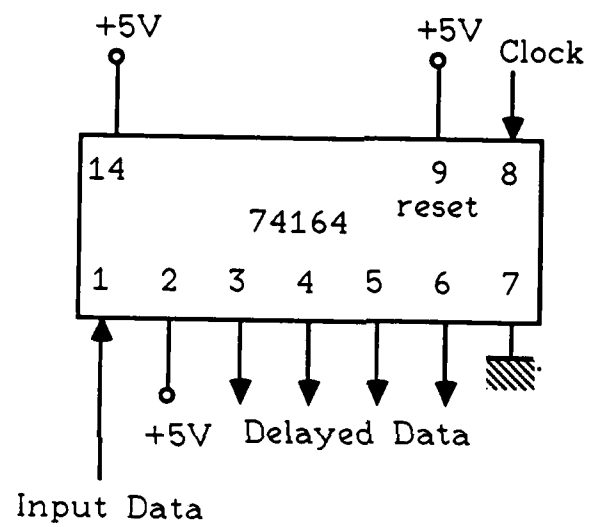 +5V
+5V
Clock
14
9
8
reset
74164
1
2
3
4
5
6
7
+5V
Delayed Data
Input Data